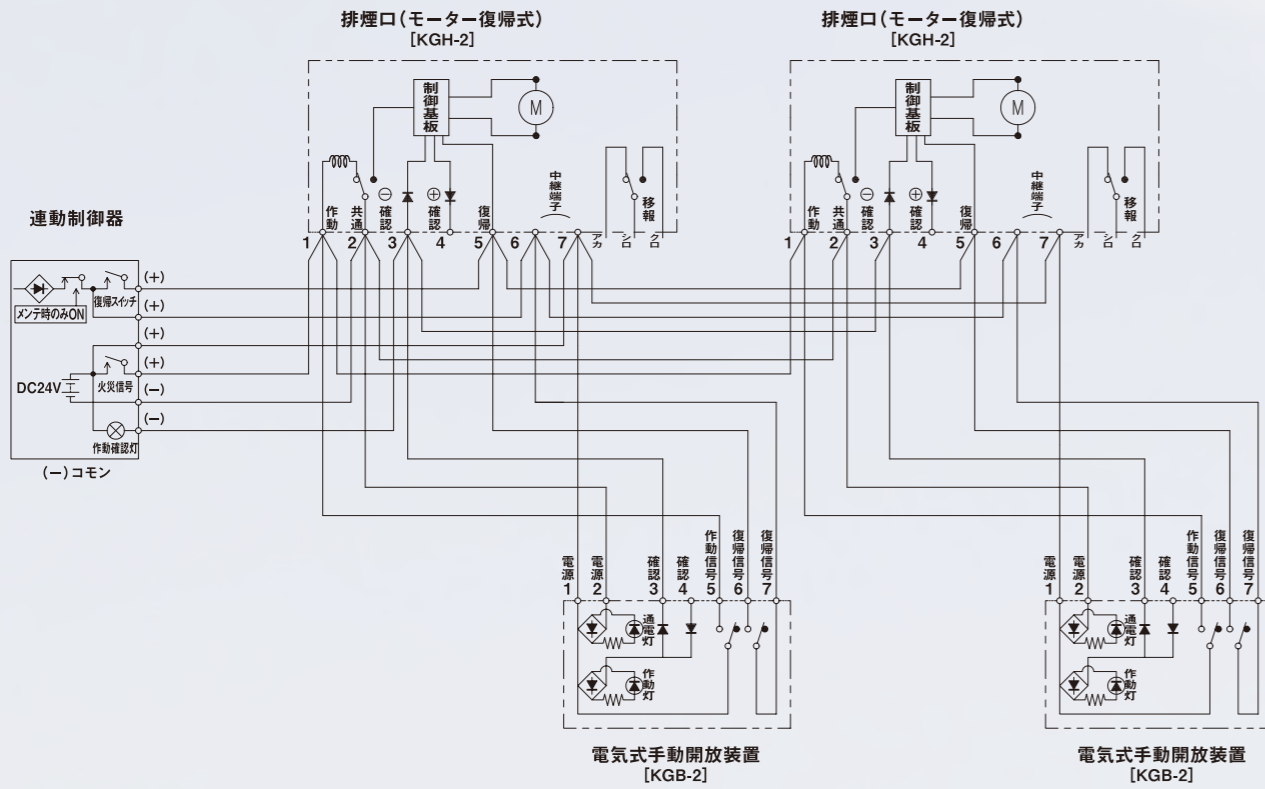 排煙口(モーター復帰式)
[KGH-2]
制御基板
M
作動
共通
⊖確認
⊕確認
復帰
中継端子
移報
1 2 3 4 5 6 7 アカ シロ クロ
排煙口(モーター復帰式)
[KGH-2]
制御基板
M
作動
共通
⊖確認
⊕確認
復帰
中継端子
移報
1 2 3 4 5 6 7 アカ シロ クロ
連動制御器
(+)
復帰スイッチ
メンテ時のみON
(+)
(+)
(+)
DC24V
火災信号
(-)
(-)
作動確認灯
(-)コモン
電源 電源 確認 確認 作動信号 復帰信号 復帰信号
1 2 3 4 5 6 7
通電灯
作動灯
電気式手動開放装置
[KGB-2]
電源 電源 確認 確認 作動信号 復帰信号 復帰信号
1 2 3 4 5 6 7
通電灯
作動灯
電気式手動開放装置
[KGB-2]